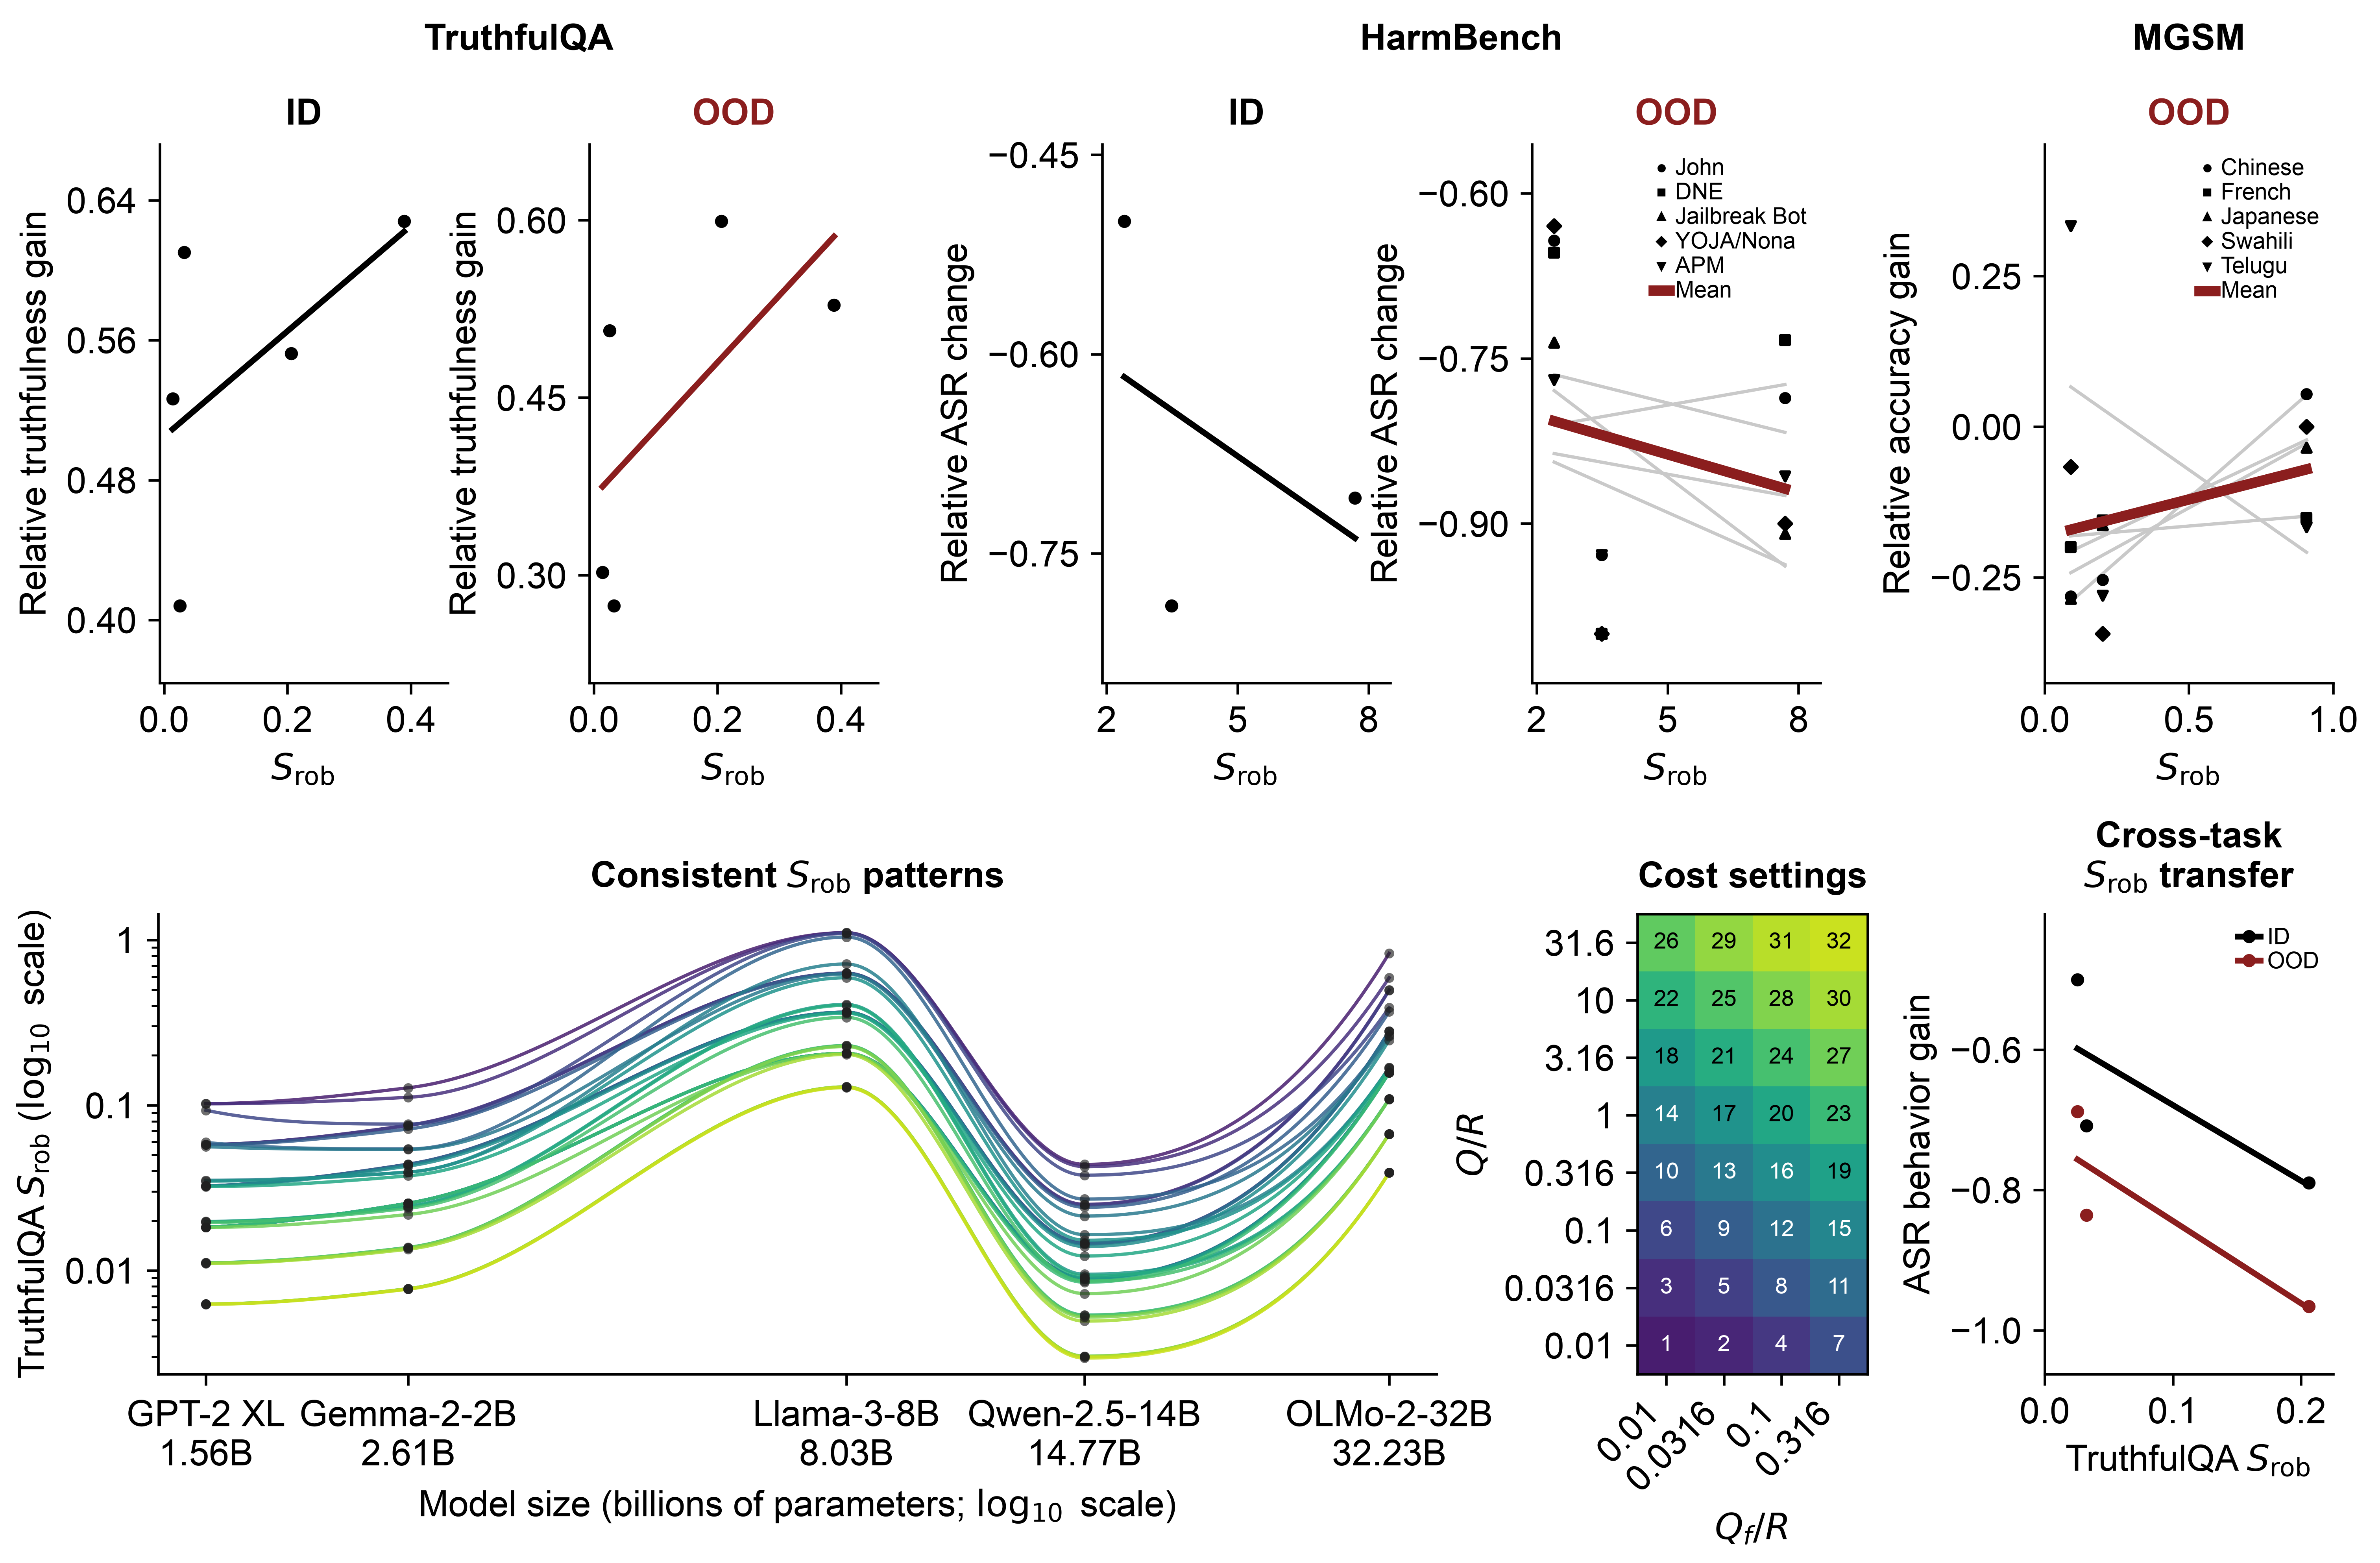 TruthfulQA
HarmBench
MGSM
ID
OOD
ID
OOD
OOD
Relative truthfulness gain
0.64
0.56
0.48
0.40
0.0
0.2
0.4
S_rob
Relative truthfulness gain
0.60
0.45
0.30
0.0
0.2
0.4
S_rob
Relative ASR change
−0.45
−0.60
−0.75
2
5
8
S_rob
Relative ASR change
−0.60
−0.75
−0.90
2
5
8
S_rob
John
DNE
Jailbreak Bot
YOJA/Nona
APM
Mean
Relative accuracy gain
0.25
0.00
−0.25
0.0
0.5
1.0
S_rob
Chinese
French
Japanese
Swahili
Telugu
Mean
Consistent S_rob patterns
TruthfulQA S_rob (log₁₀ scale)
1
0.1
0.01
GPT-2 XL
1.56B
Gemma-2-2B
2.61B
Llama-3-8B
8.03B
Qwen-2.5-14B
14.77B
OLMo-2-32B
32.23B
Model size (billions of parameters; log₁₀ scale)
Cost settings
Q/R
31.6 26 29 31 32
10 22 25 28 30
3.16 18 21 24 27
1 14 17 20 23
0.316 10 13 16 19
0.1 6 9 12 15
0.0316 3 5 8 11
0.01 1 2 4 7
0.01
0.0316
0.1
0.316
Q_f/R
Cross-task
S_rob transfer
ASR behavior gain
−0.6
−0.8
−1.0
ID
OOD
0.0
0.1
0.2
TruthfulQA S_rob